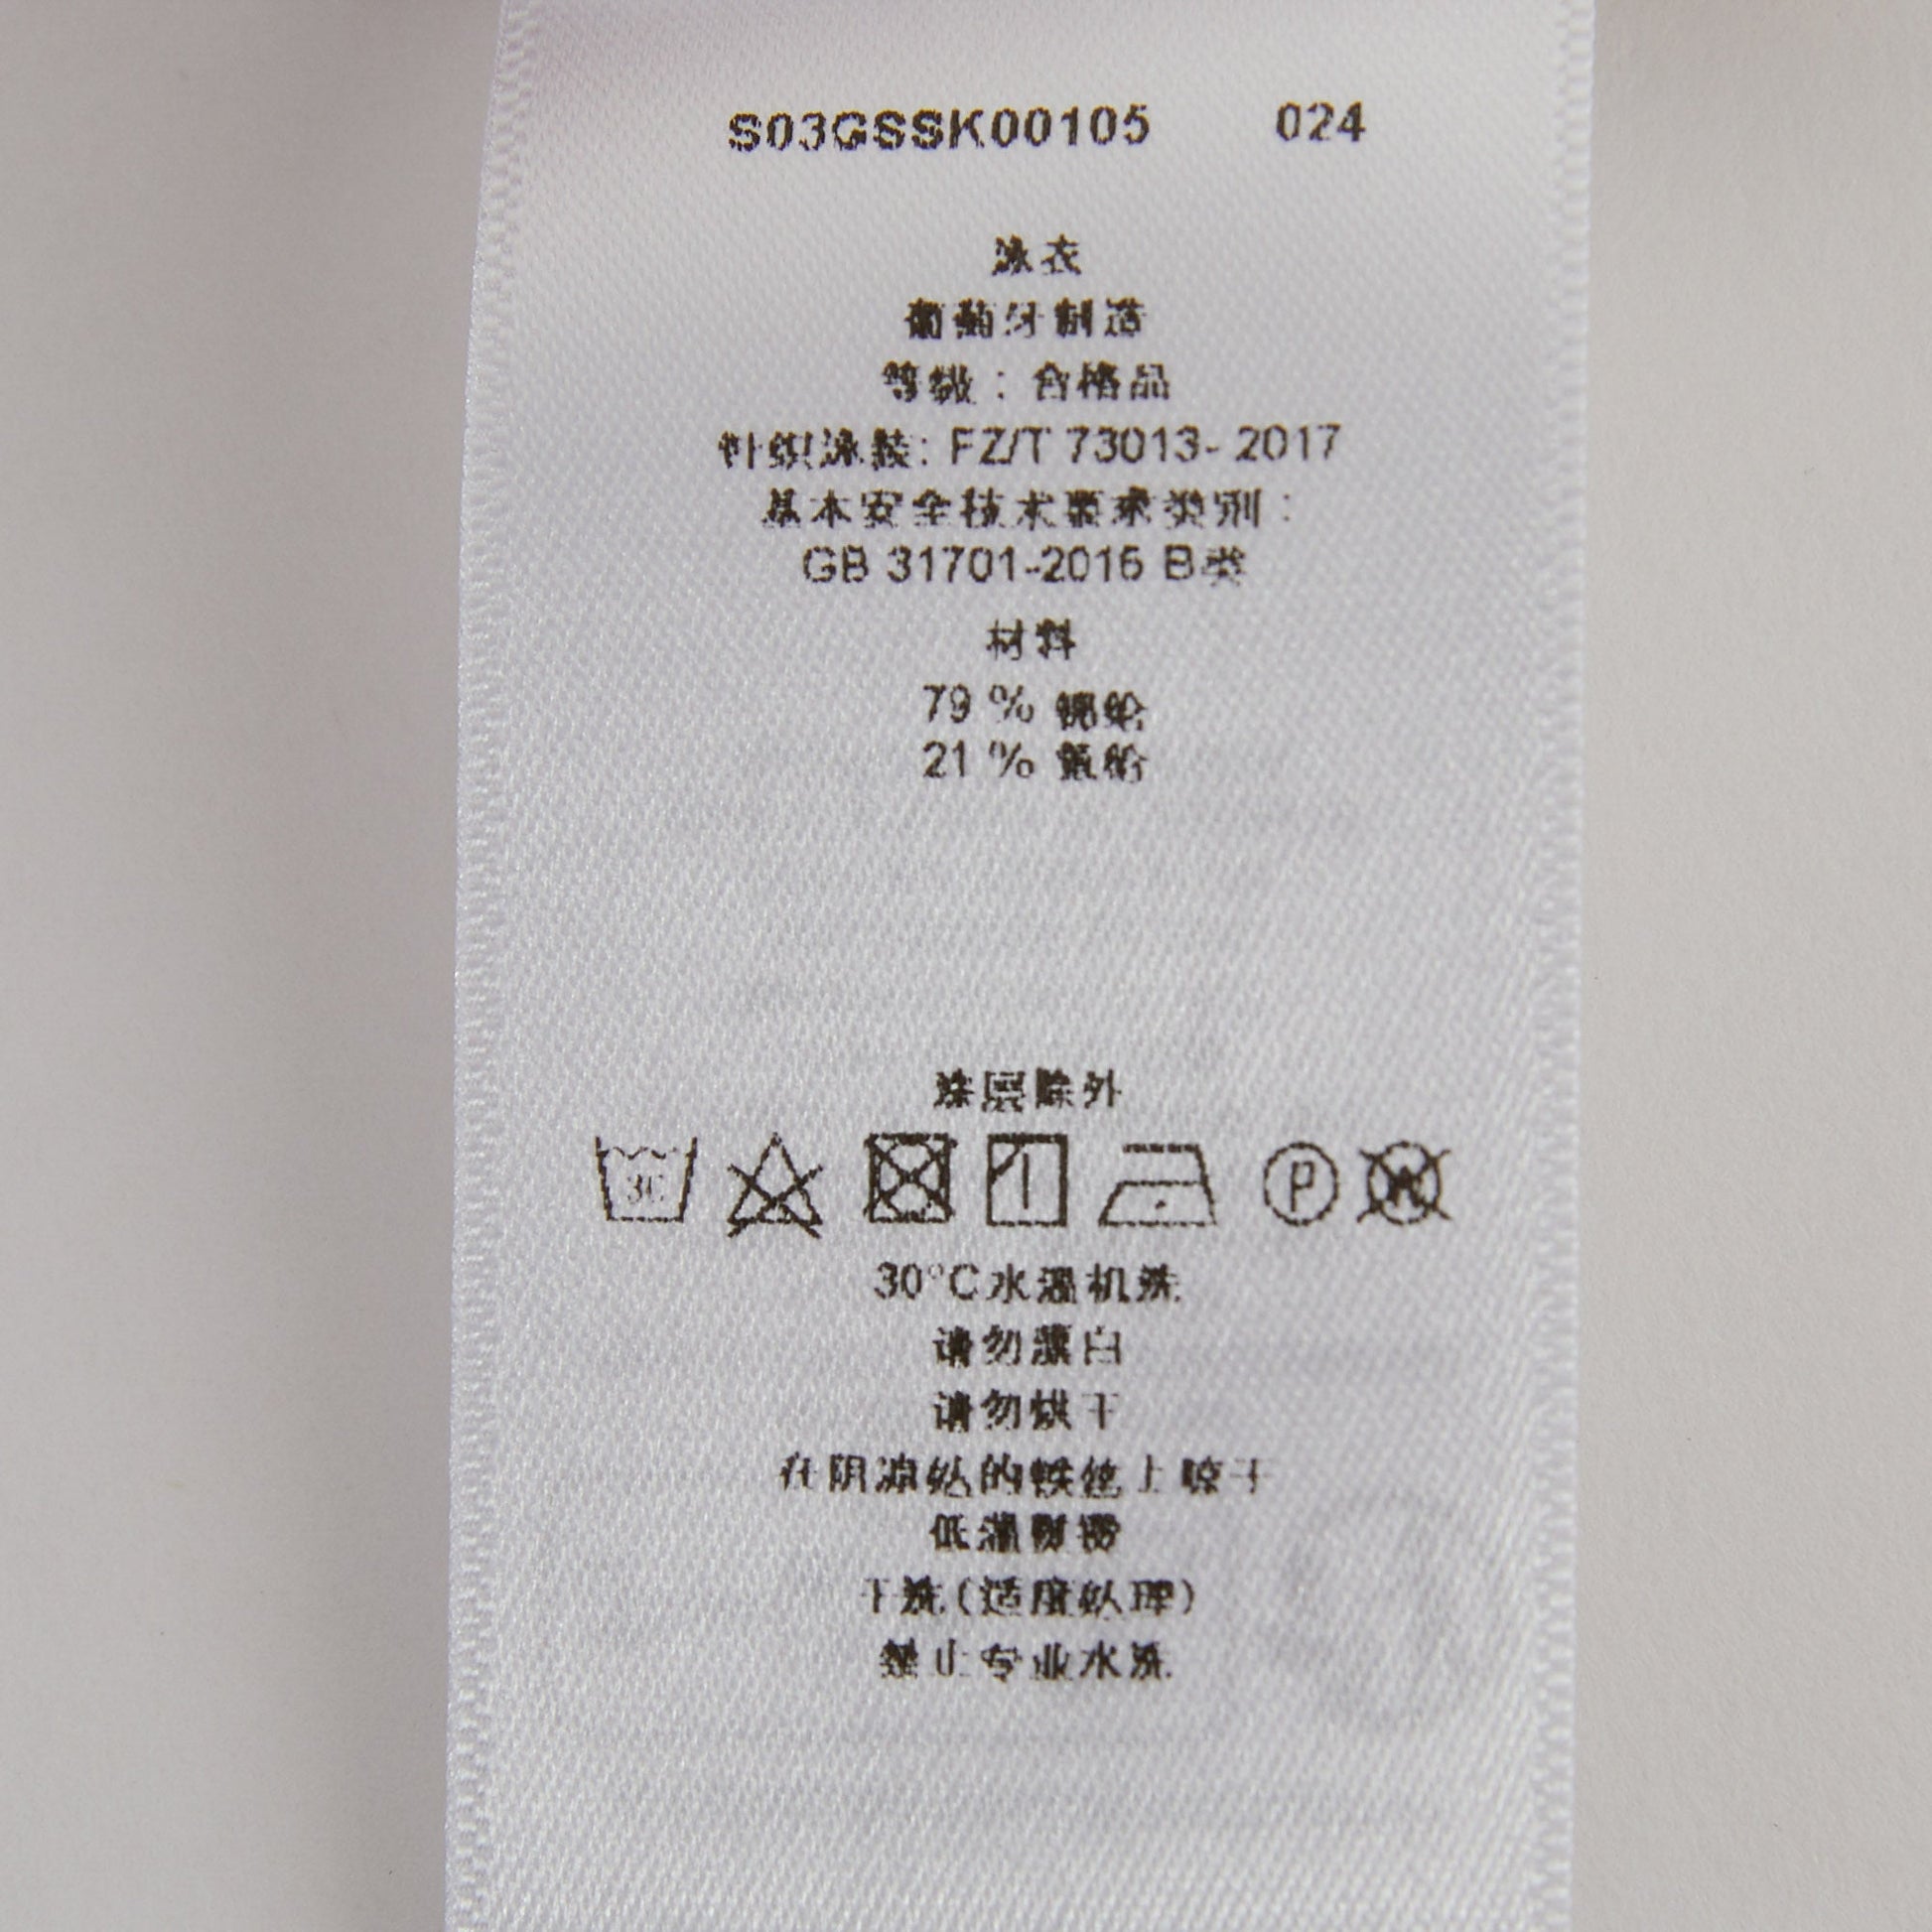 S03GSSK00105 024
泳衣
葡萄牙制造
等级：合格品
针织泳装: FZ/T 73013- 2017
基本安全技术要求类别：
GB 31701-2015 B类
材料
79 % 锦纶
21 % 氨纶
涂层除外
30
P
W
30°C水温机洗
请勿漂白
请勿烘干
在阴凉处的铁丝上晾干
低温熨烫
干洗(适度处理)
禁止专业水洗